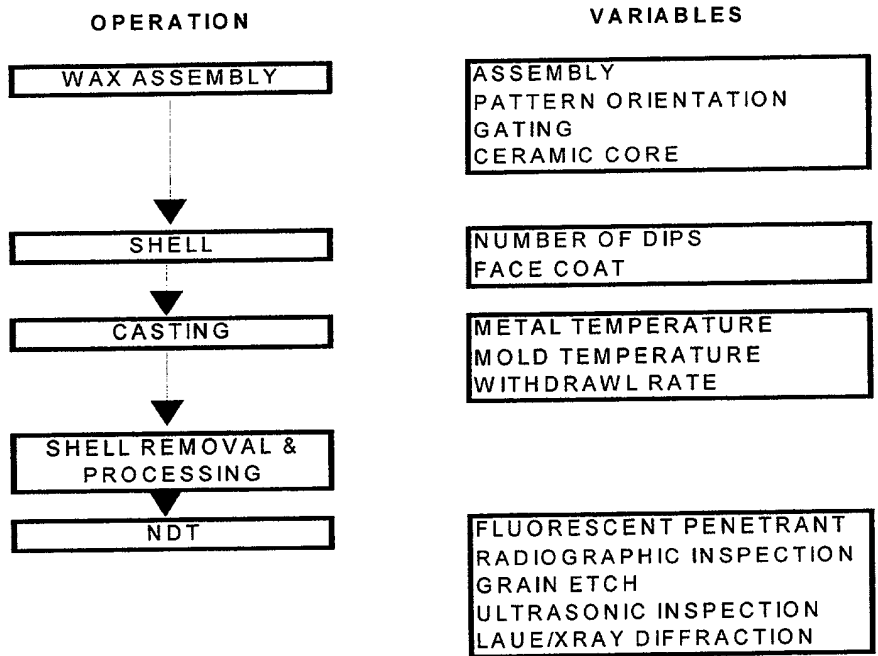 OPERATION
VARIABLES
WAX ASSEMBLY
ASSEMBLY
PATTERN ORIENTATION
GATING
CERAMIC CORE
SHELL
NUMBER OF DIPS
FACE COAT
CASTING
METAL TEMPERATURE
MOLD TEMPERATURE
WITHDRAWL RATE
SHELL REMOVAL &
PROCESSING
NDT
FLUORESCENT PENETRANT
RADIOGRAPHIC INSPECTION
GRAIN ETCH
ULTRASONIC INSPECTION
LAUE/XRAY DIFFRACTION